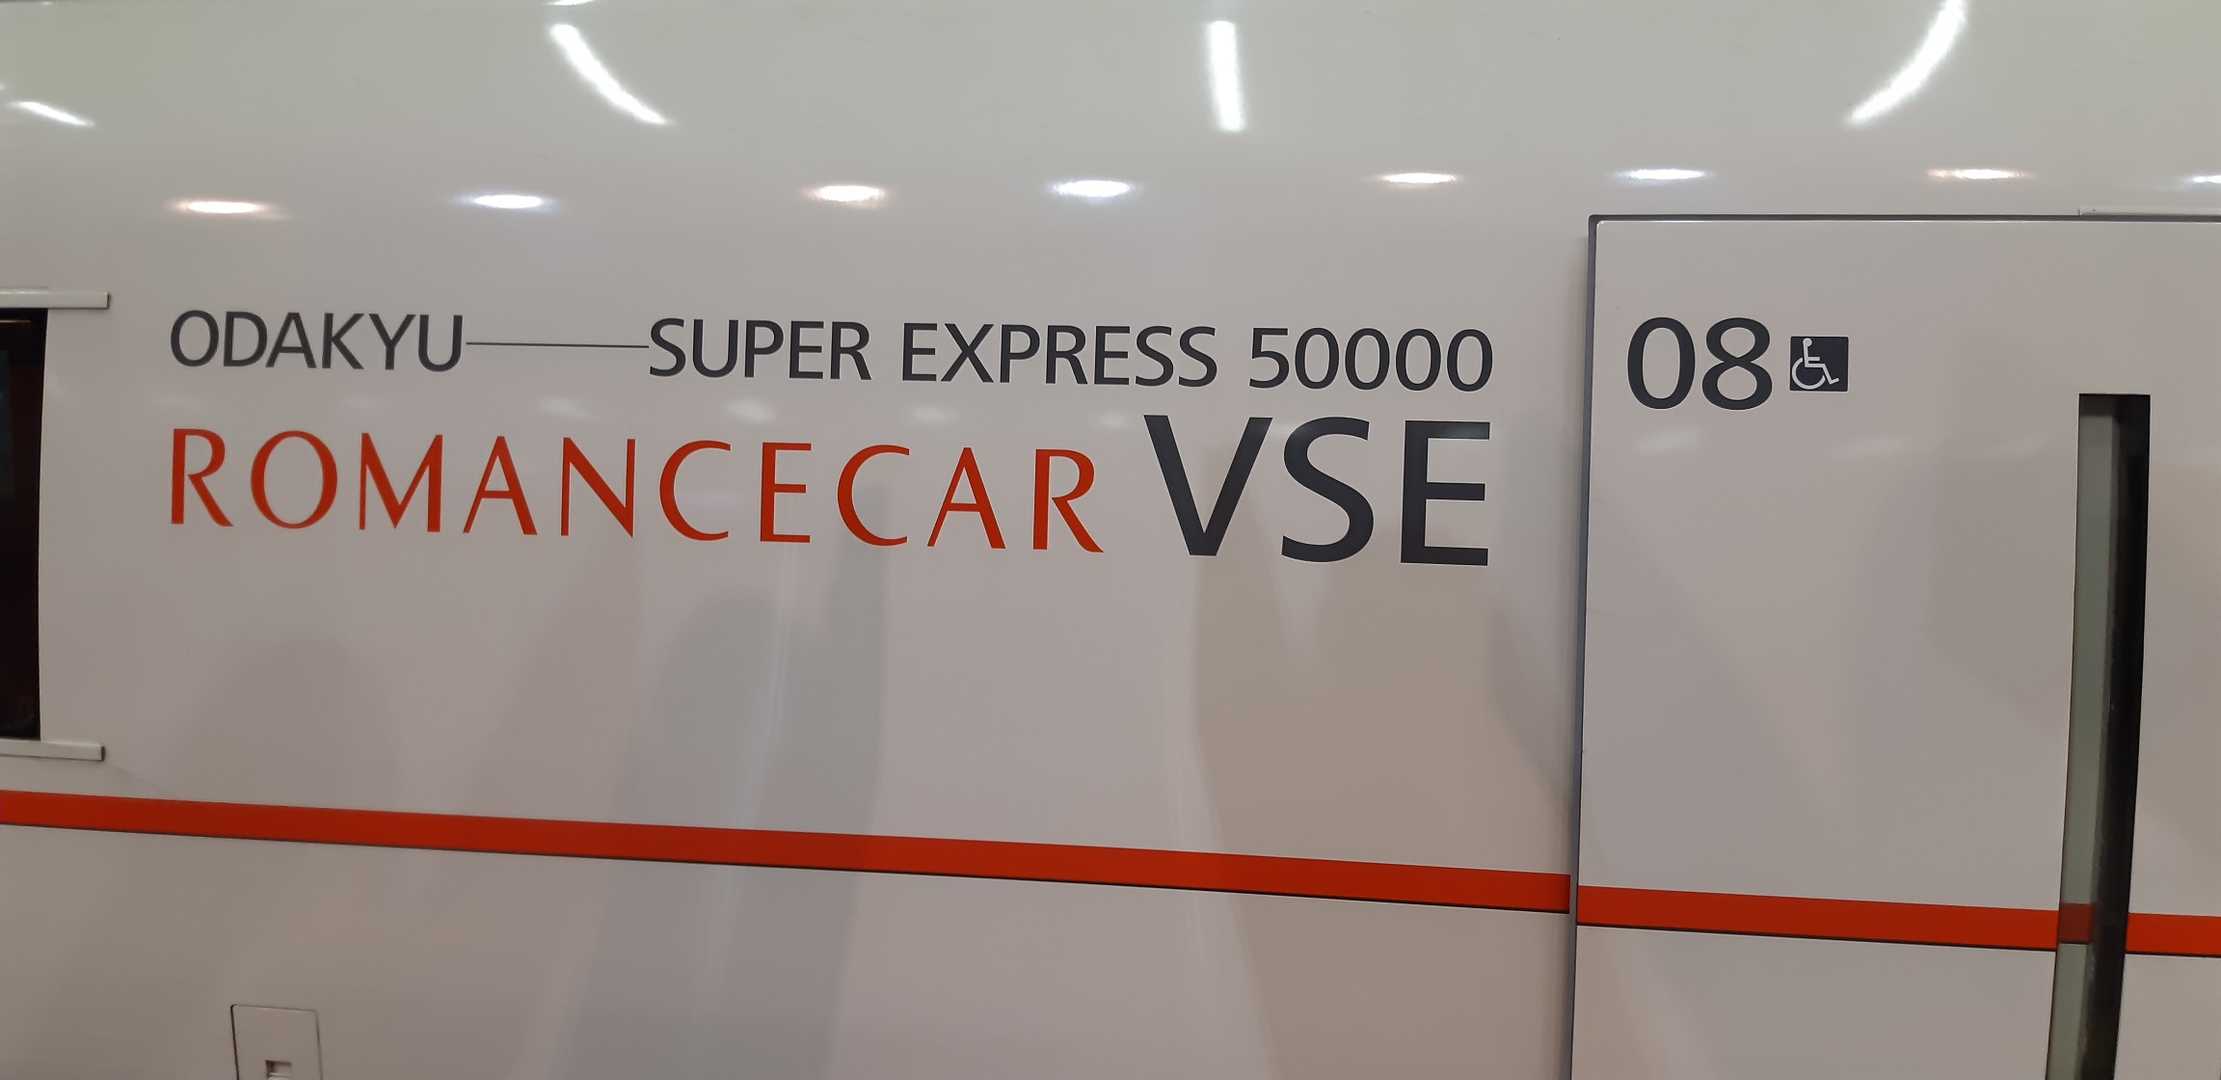 ODAKYU——SUPER EXPRESS 50000
ROMANCECAR VSE
08